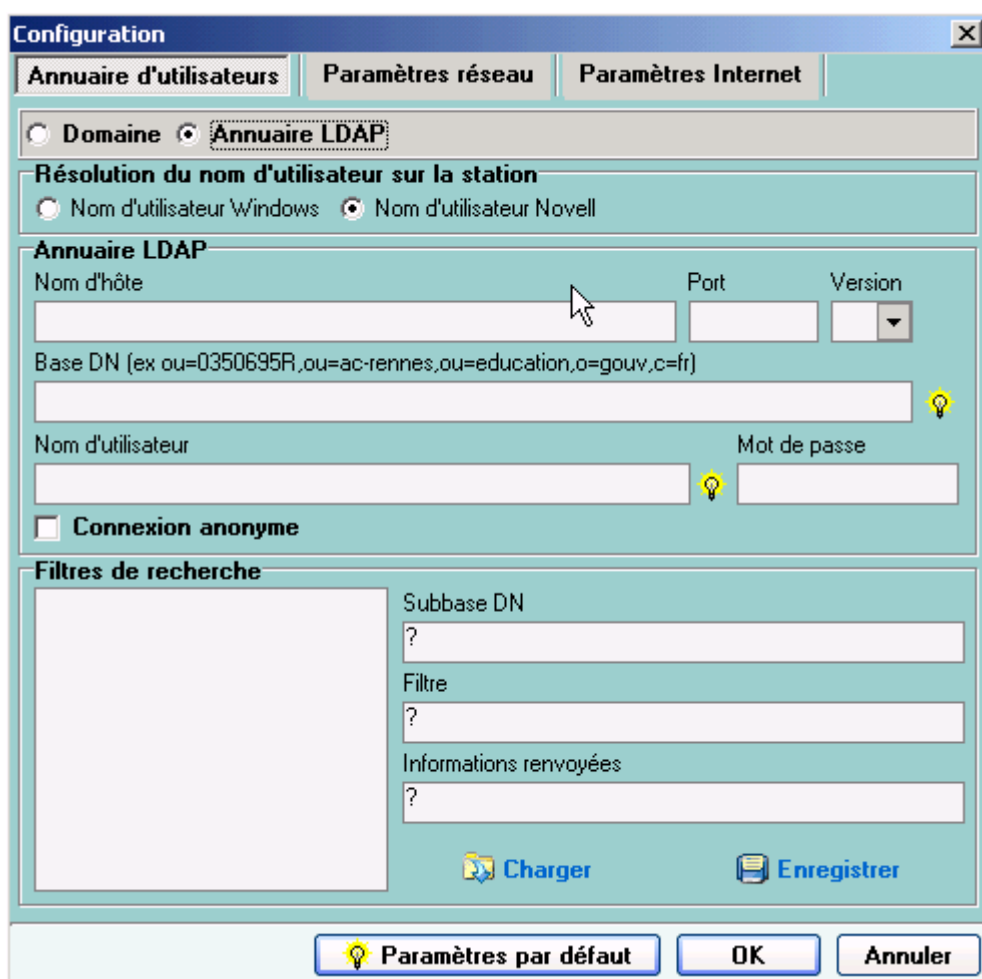 Configuration
Annuaire d'utilisateurs Paramètres réseau Paramètres Internet
Domaine Annuaire LDAP
Résolution du nom d'utilisateur sur la station
Nom d'utilisateur Windows Nom d'utilisateur Novell
Annuaire LDAP
Nom d'hôte Port Version
Base DN (ex ou=0350695R,ou=ac-rennes,ou=education,o=gouv,c=fr)
Nom d'utilisateur Mot de passe
Connexion anonyme
Filtres de recherche
Subbase DN
?
Filtre
?
Informations renvoyées
?
Charger Enregistrer
Paramètres par défaut OK Annuler